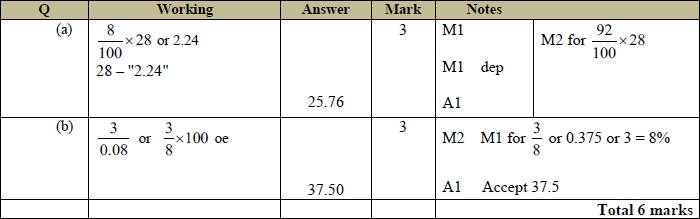 Q Working Answer Mark Notes
(a) 8/100 × 28 or 2.24 3 M1 M2 for 92/100 × 28
28 – "2.24" M1 dep
25.76 A1
(b) 3/0.08 or 3/8 × 100 oe 3 M2 M1 for 3/8 or 0.375 or 3 = 8%
37.50 A1 Accept 37.5
Total 6 marks